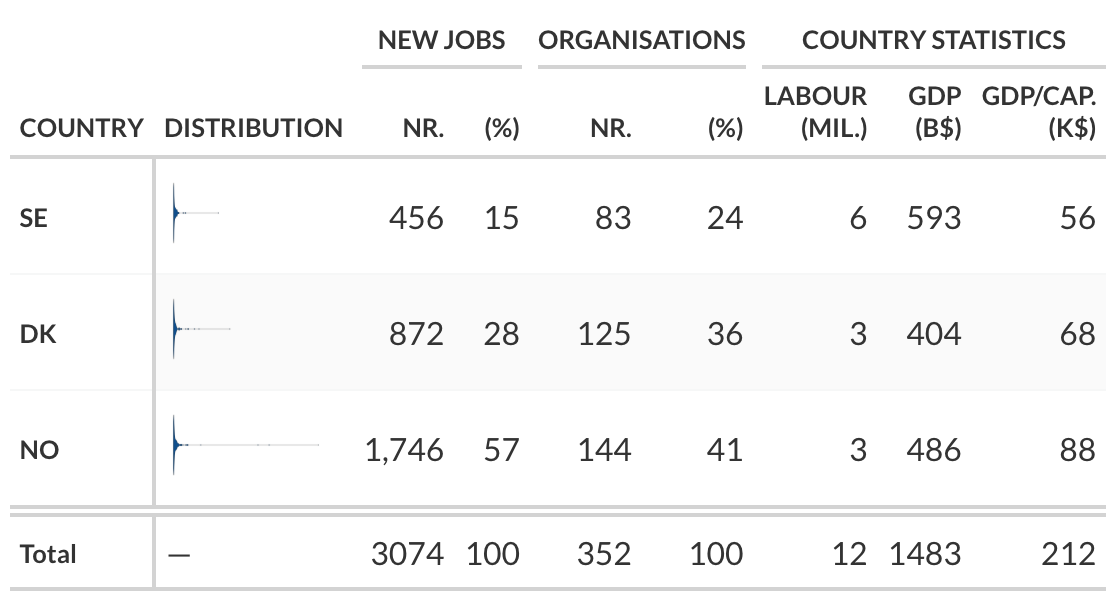 NEW JOBS ORGANISATIONS COUNTRY STATISTICS
LABOUR GDP GDP/CAP.
COUNTRY DISTRIBUTION NR. (%) NR. (%) (MIL.) (B$) (K$)
SE 456 15 83 24 6 593 56
DK 872 28 125 36 3 404 68
NO 1,746 57 144 41 3 486 88
Total — 3074 100 352 100 12 1483 212